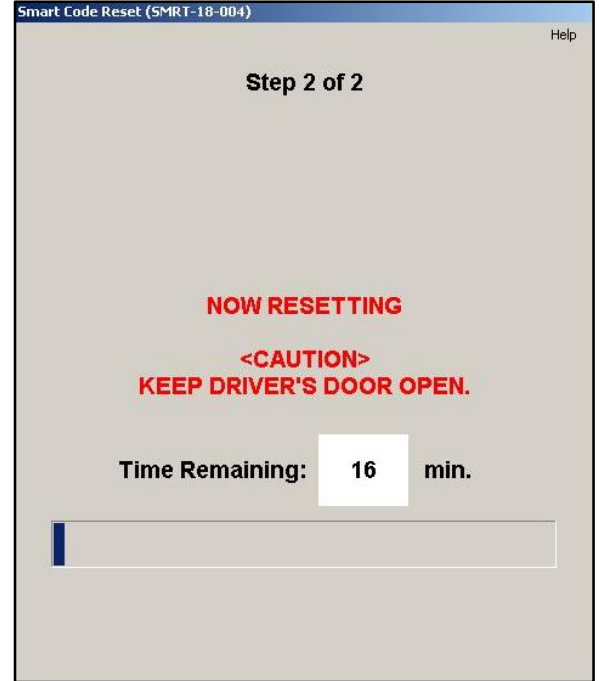 Smart Code Reset (SMRT-18-004)
Help
Step 2 of 2
NOW RESETTING
<CAUTION>
KEEP DRIVER'S DOOR OPEN.
Time Remaining: 16 min.